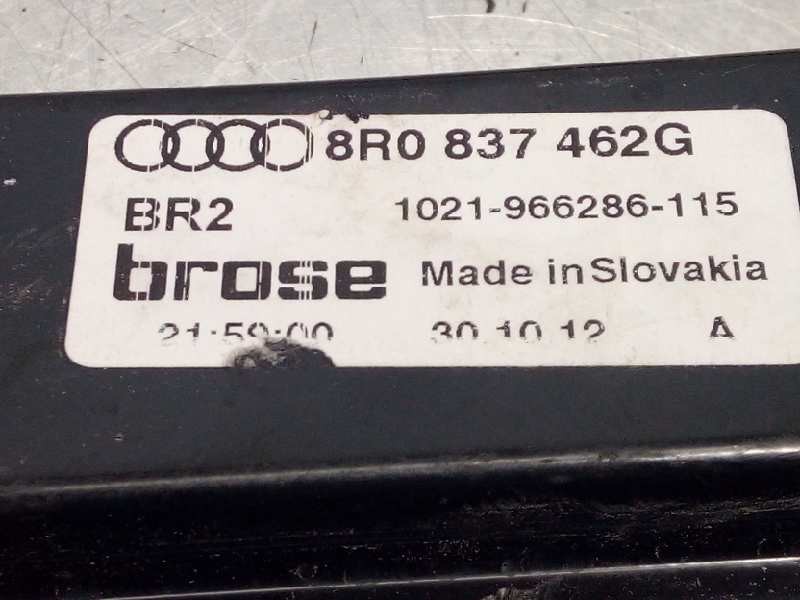 8R0 837 462G
BR2 1021-966286-115
brose Made in Slovakia
21:59:00 30.10.12 A